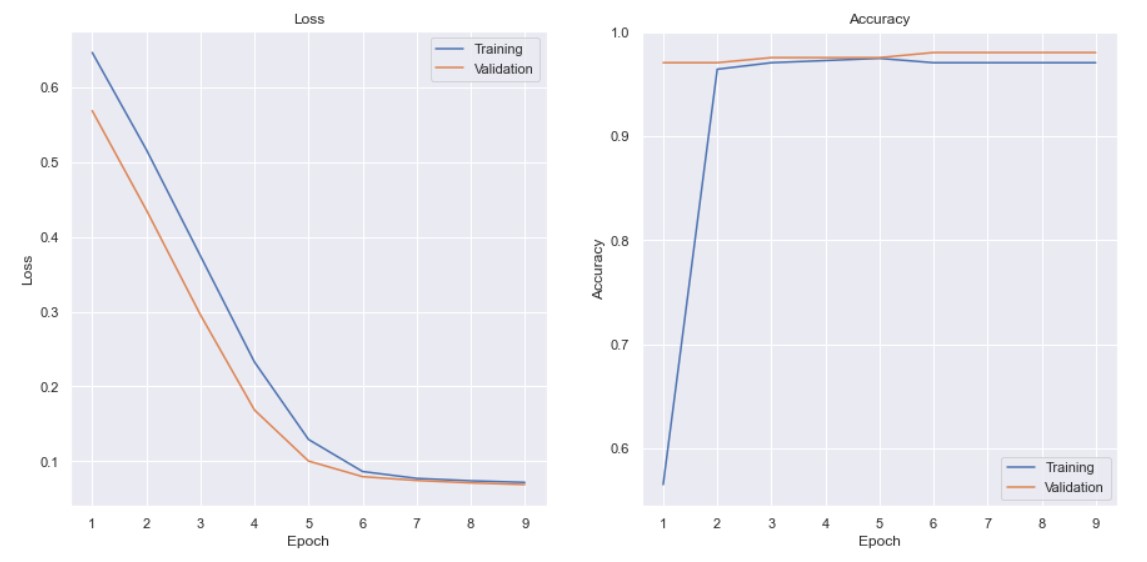 Loss
Training
Validation
0.6
0.5
0.4
0.3
0.2
0.1
Loss
1 2 3 4 5 6 7 8 9
Epoch
Accuracy
1.0
0.9
0.8
0.7
0.6
Accuracy
Training
Validation
1 2 3 4 5 6 7 8 9
Epoch